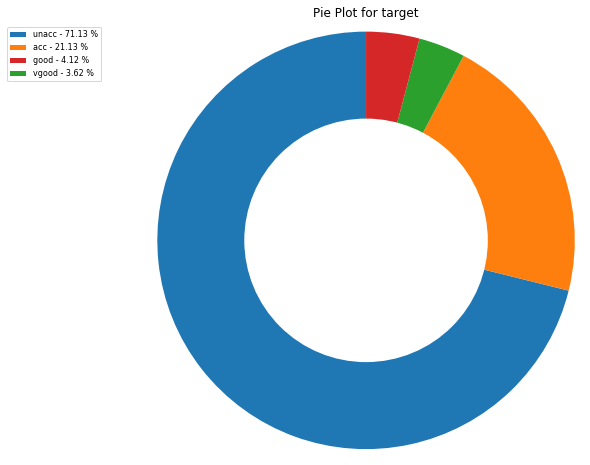 Pie Plot for target
unacc - 71.13 %
acc - 21.13 %
good - 4.12 %
vgood - 3.62 %